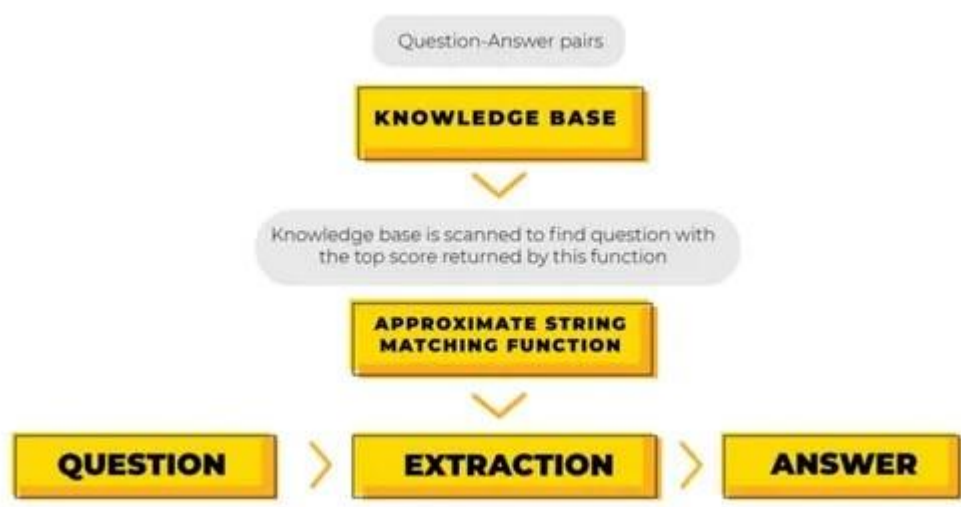 Question-Answer pairs
KNOWLEDGE BASE
Knowledge base is scanned to find question with
the top score returned by this function
APPROXIMATE STRING
MATCHING FUNCTION
QUESTION
EXTRACTION
ANSWER